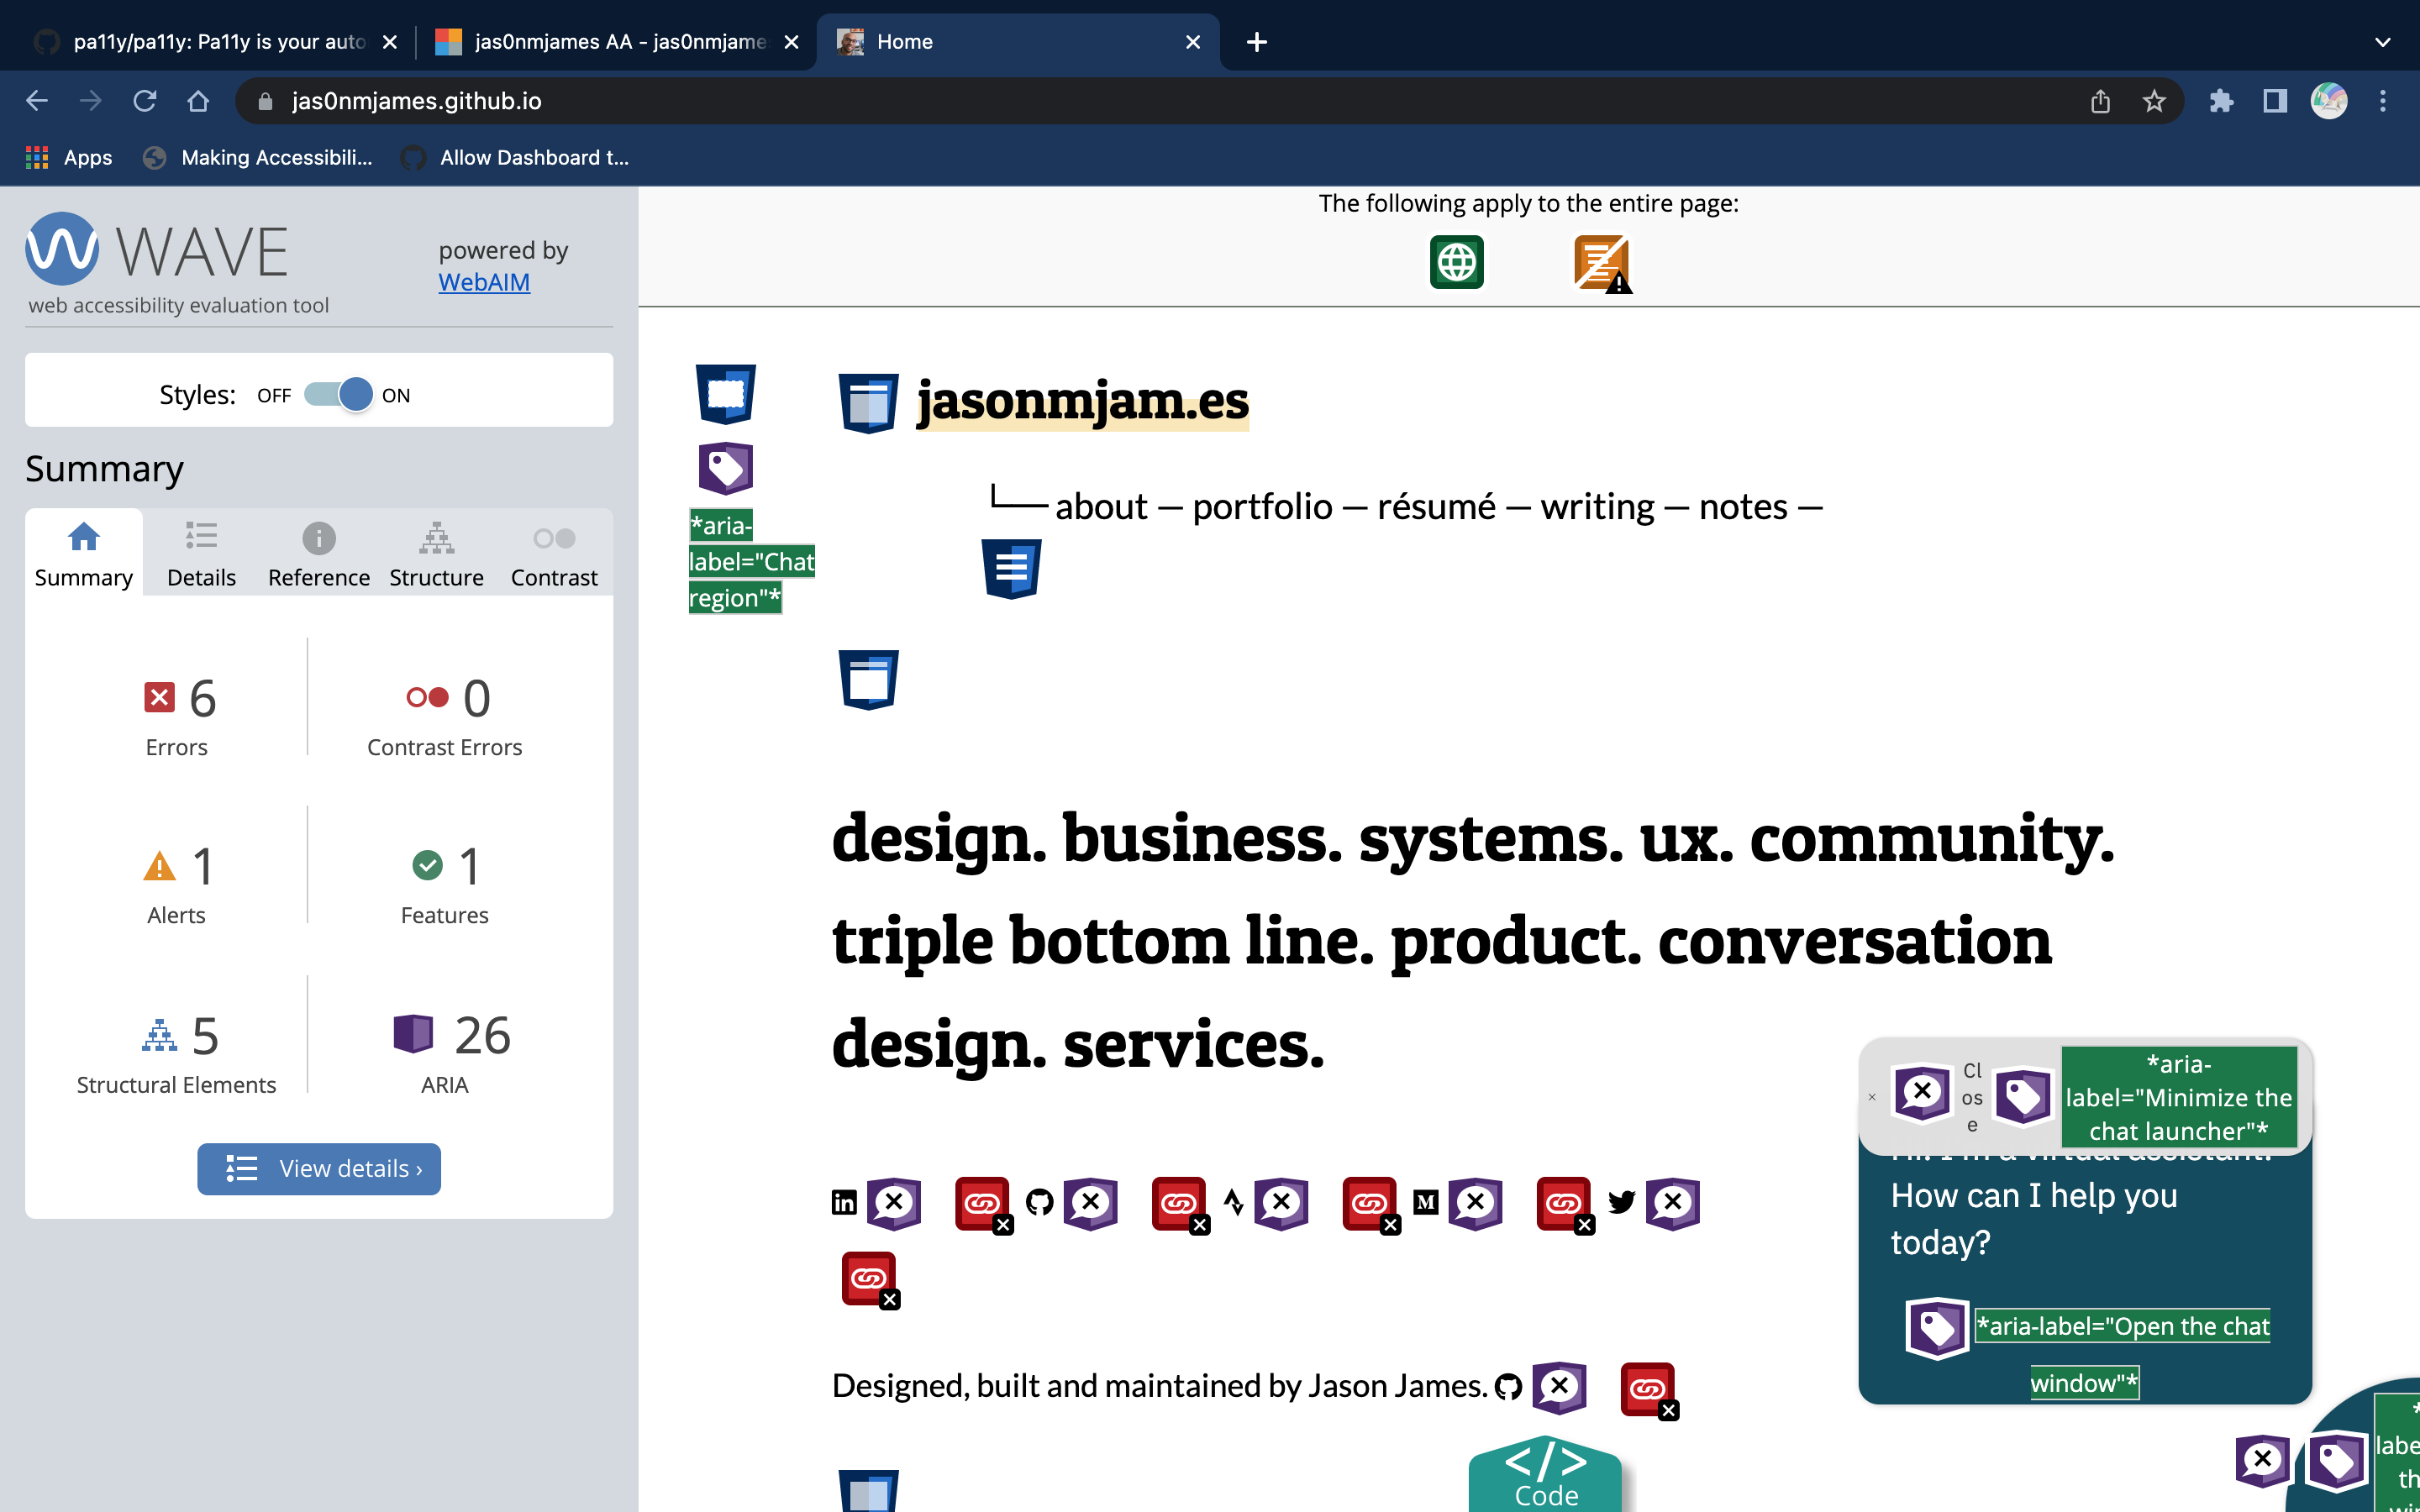 pa11y/pa11y: Pa11y is your auto
jas0nmjames AA - jas0nmjame
Home
jas0nmjames.github.io
Apps
Making Accessibili...
Allow Dashboard t...
WAVE
powered by
WebAIM
web accessibility evaluation tool
Styles: OFF ON
Summary
Summary Details Reference Structure Contrast
6
Errors
0
Contrast Errors
1
Alerts
1
Features
5
Structural Elements
26
ARIA
View details ›
The following apply to the entire page:
*aria-
label="Chat
region"*
jasonmjam.es
about — portfolio — résumé — writing — notes —
design. business. systems. ux. community.
triple bottom line. product. conversation
design. services.
Designed, built and maintained by Jason James.
×
Cl
os
e
*aria-
label="Minimize the
chat launcher"*
Hi! I'm a virtual assistant.
How can I help you
today?
*aria-label="Open the chat
window"*
</>
Code